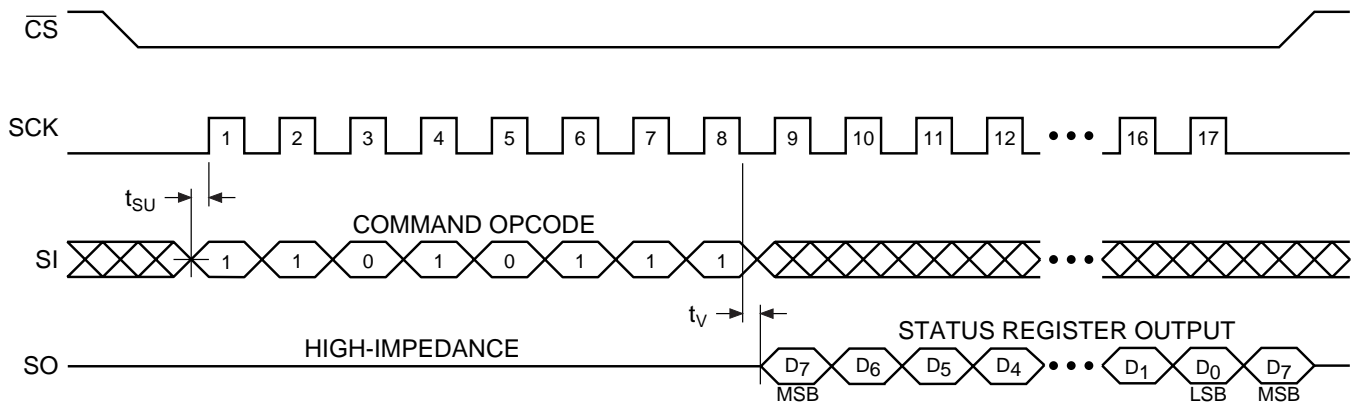 CS
SCK 1 2 3 4 5 6 7 8 9 10 11 12 ••• 16 17
tSU
COMMAND OPCODE
SI 1 1 0 1 0 1 1 1 •••
tV
STATUS REGISTER OUTPUT
HIGH-IMPEDANCE
SO D7 D6 D5 D4 ••• D1 D0 D7
MSB LSB MSB